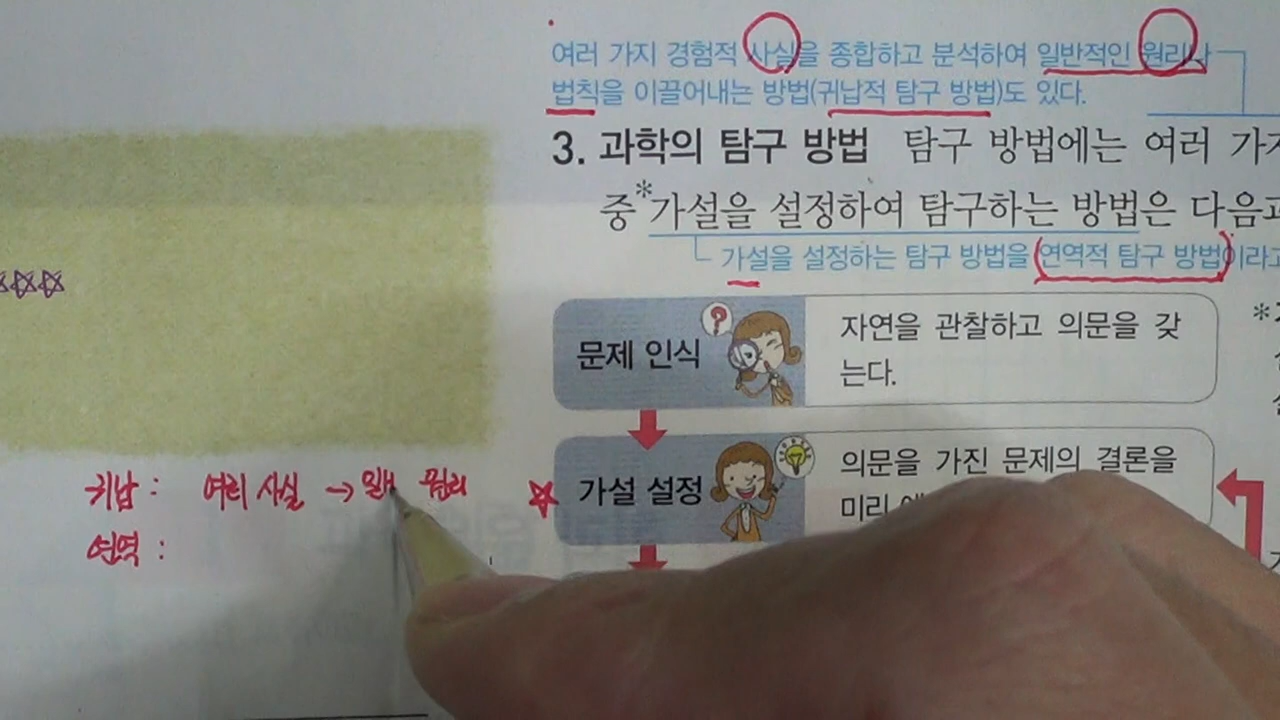 여러 가지 경험적 사실을 종합하고 분석하여 일반적인 원리나
법칙을 이끌어내는 방법(귀납적 탐구 방법)도 있다.
3. 과학의 탐구 방법 탐구 방법에는 여러 가지
중 *가설을 설정하여 탐구하는 방법은 다음과
가설을 설정하는 탐구 방법을 연역적 탐구 방법이라고
문제 인식
?
자연을 관찰하고 의문을 갖
는다.
가설 설정
의문을 가진 문제의 결론을
미리
귀납 : 여러 사실 → 원리
연역 :